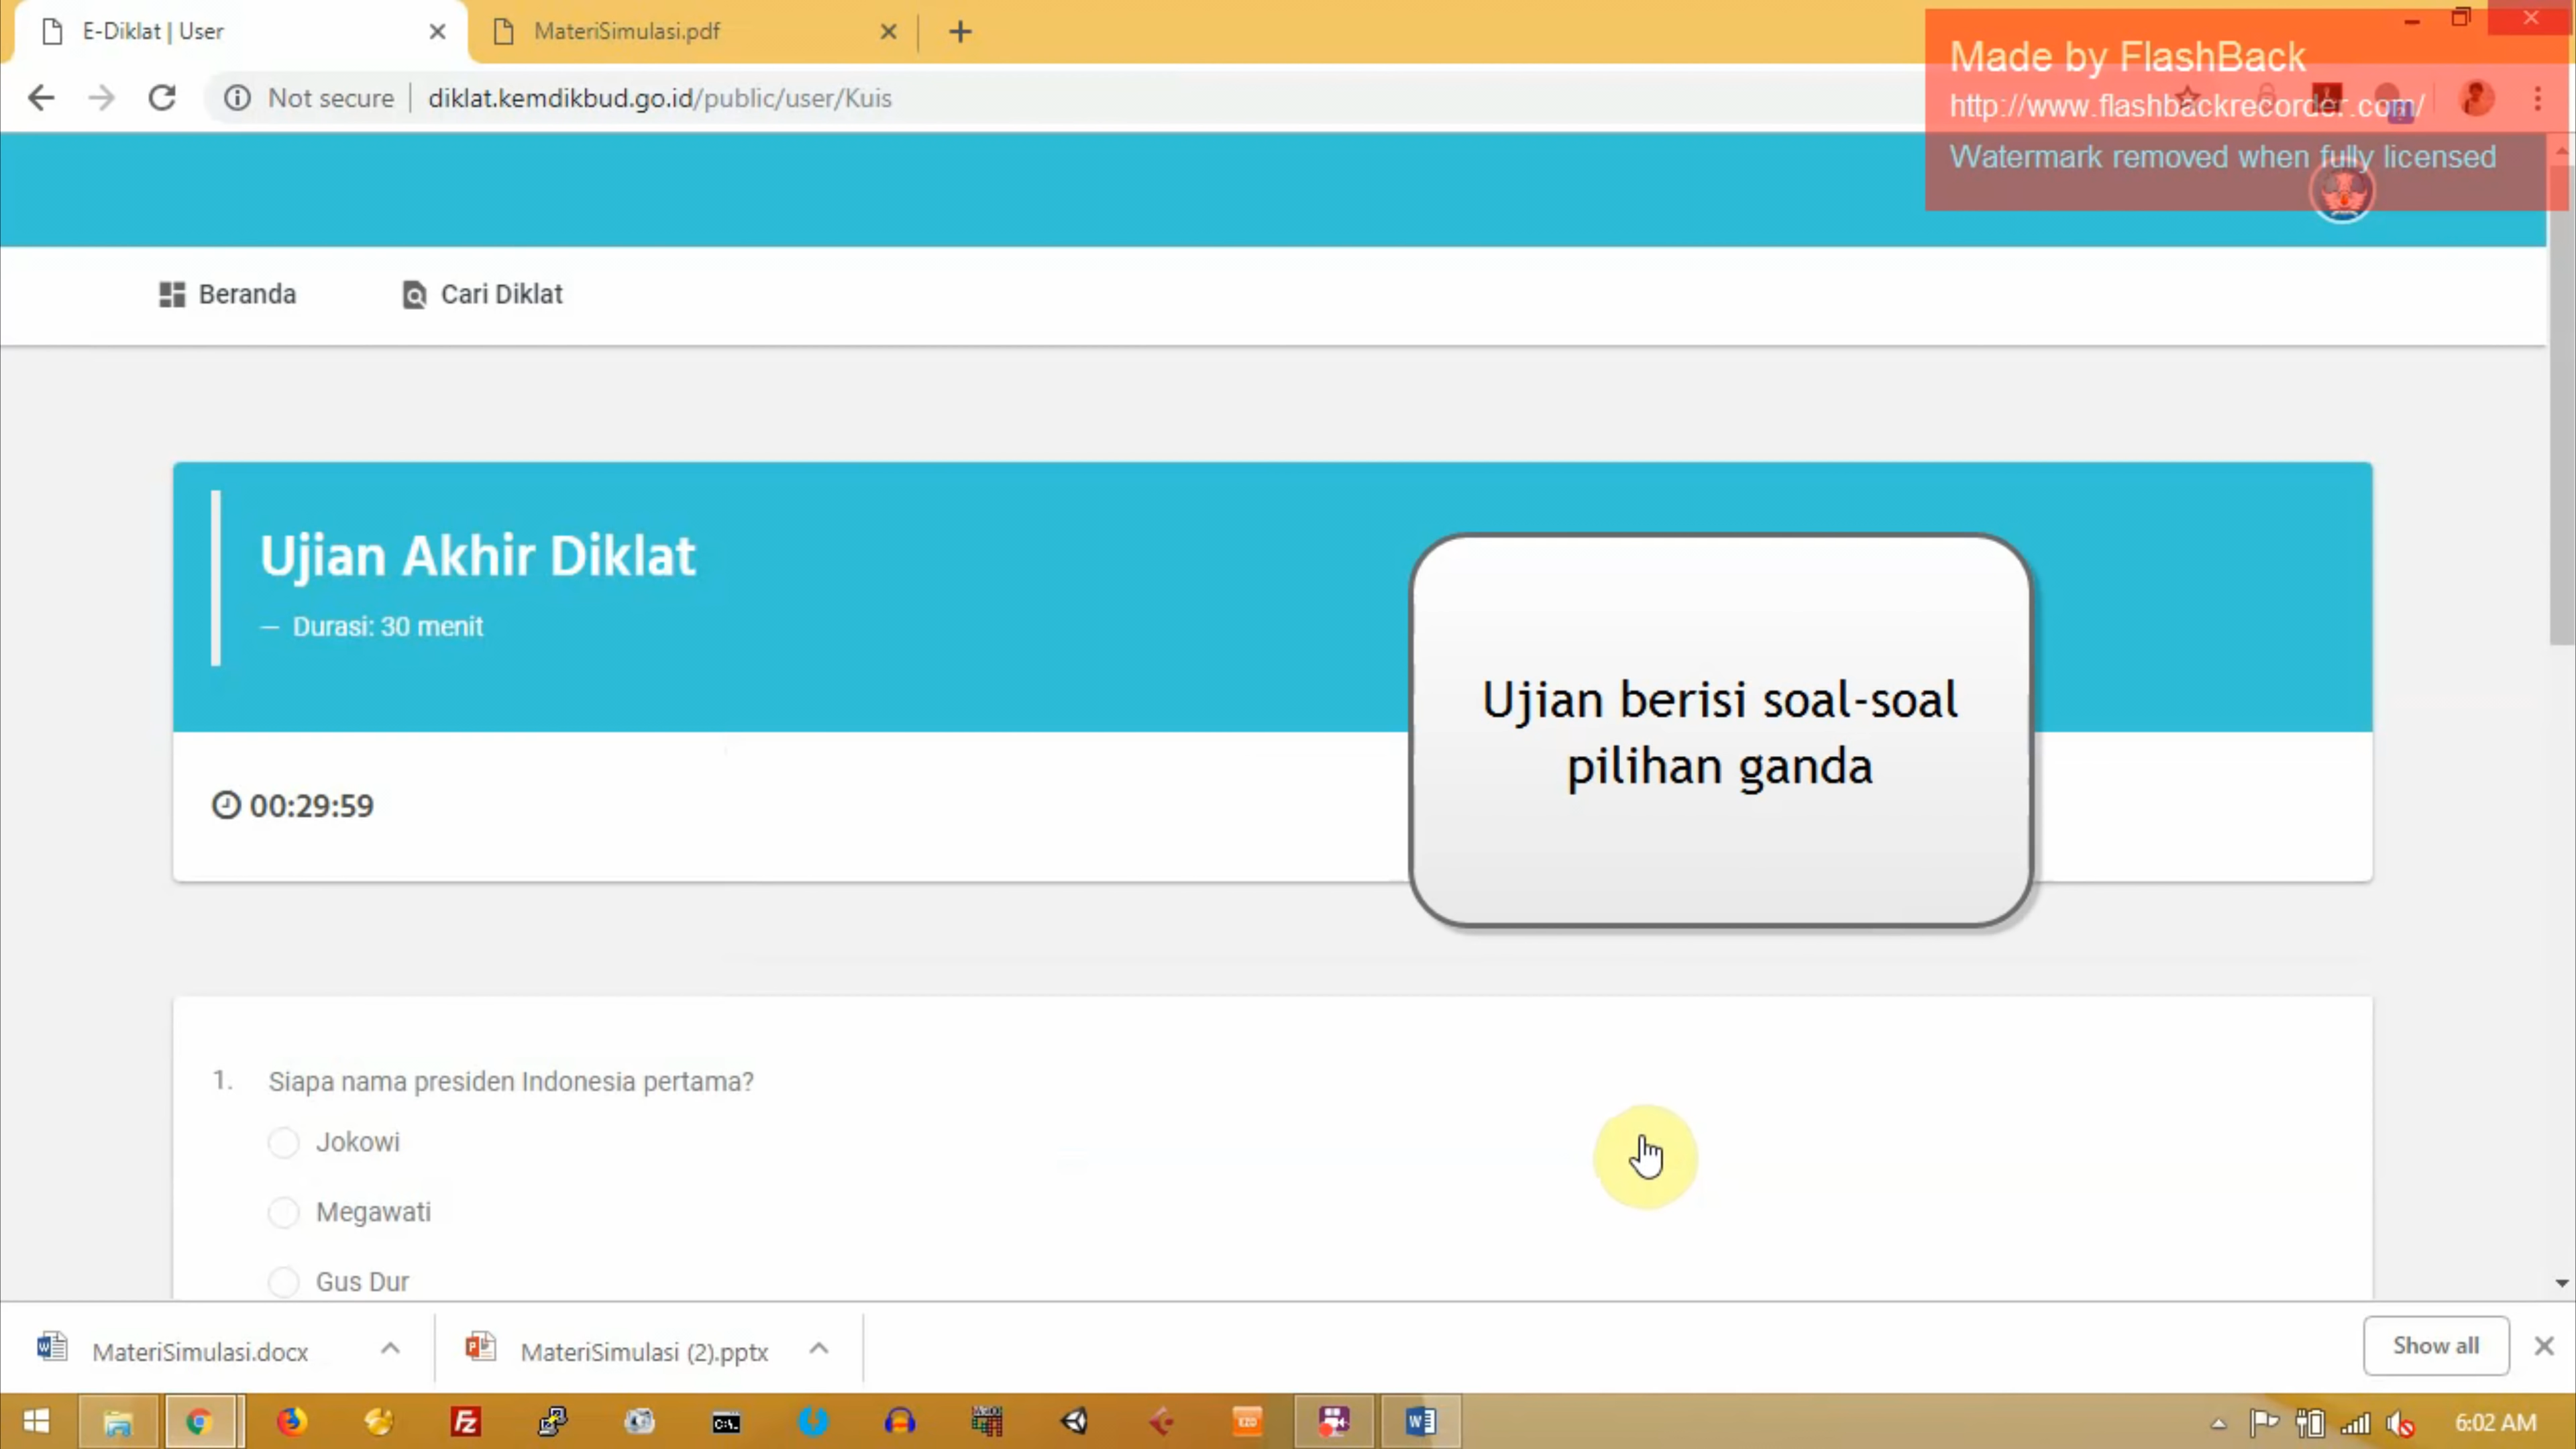 E-Diklat | User
MateriSimulasi.pdf
Made by FlashBack
http://www.flashbackrecorder.com/
Watermark removed when fully licensed
Not secure
diklat.kemdikbud.go.id/public/user/Kuis
Beranda
Cari Diklat
Ujian Akhir Diklat
— Durasi: 30 menit
Ujian berisi soal-soal
pilihan ganda
00:29:59
1. Siapa nama presiden Indonesia pertama?
Jokowi
Megawati
Gus Dur
MateriSimulasi.docx
MateriSimulasi (2).pptx
Show all
6:02 AM